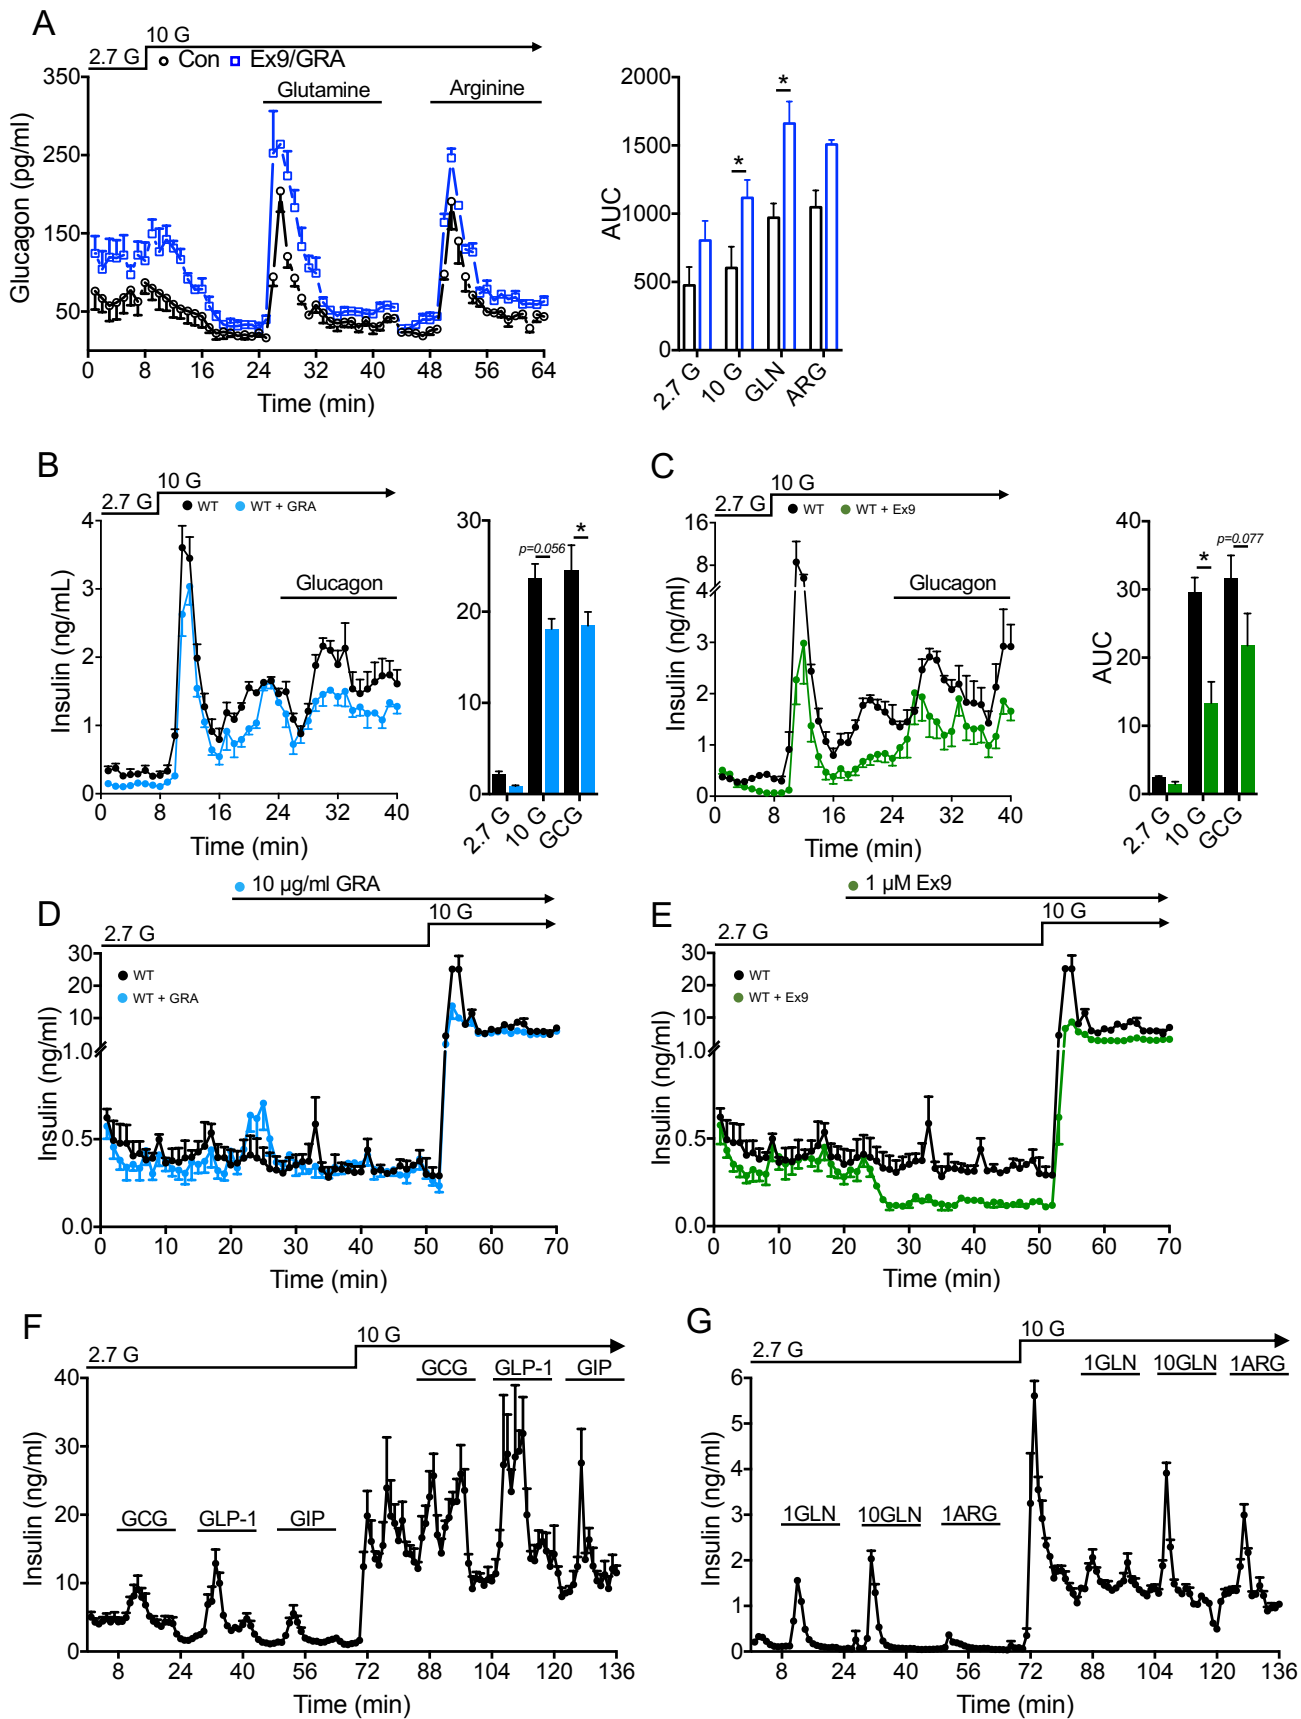 A
10 G
2.7 G
Con Ex9/GRA
Glutamine
Arginine
Glucagon (pg/ml)
350
250
150
50
0 8 16 24 32 40 48 56 64
Time (min)
AUC
2000
1500
1000
500
0
* * 
2.7 G 10 G GLN ARG
B
10 G
2.7 G
WT WT + GRA
Glucagon
Insulin (ng/mL)
4
3
2
1
0
0 8 16 24 32 40
Time (min)
30
20
10
0
p=0.056 *
2.7 G 10 G GCG
C
10 G
2.7 G
WT WT + Ex9
Glucagon
Insulin (ng/ml)
16
8
4
3
2
1
0
0 8 16 24 32 40
Time (min)
AUC
40
30
20
10
0
* p=0.077
2.7 G 10 G GCG
D
10 µg/ml GRA
10 G
2.7 G
WT
WT + GRA
Insulin (ng/ml)
30
20
10
1.0
0.5
0.0
0 10 20 30 40 50 60 70
Time (min)
E
1 µM Ex9
10 G
2.7 G
WT
WT + Ex9
Insulin (ng/ml)
30
20
10
1.0
0.5
0.0
0 10 20 30 40 50 60 70
Time (min)
F
10 G
2.7 G
GCG GLP-1 GIP
GCG GLP-1 GIP
Insulin (ng/ml)
40
30
20
10
0
8 24 40 56 72 88 104 120 136
Time (min)
G
10 G
2.7 G
1GLN 10GLN 1ARG
1GLN 10GLN 1ARG
Insulin (ng/ml)
6
5
4
3
2
1
0
8 24 40 56 72 88 104 120 136
Time (min)